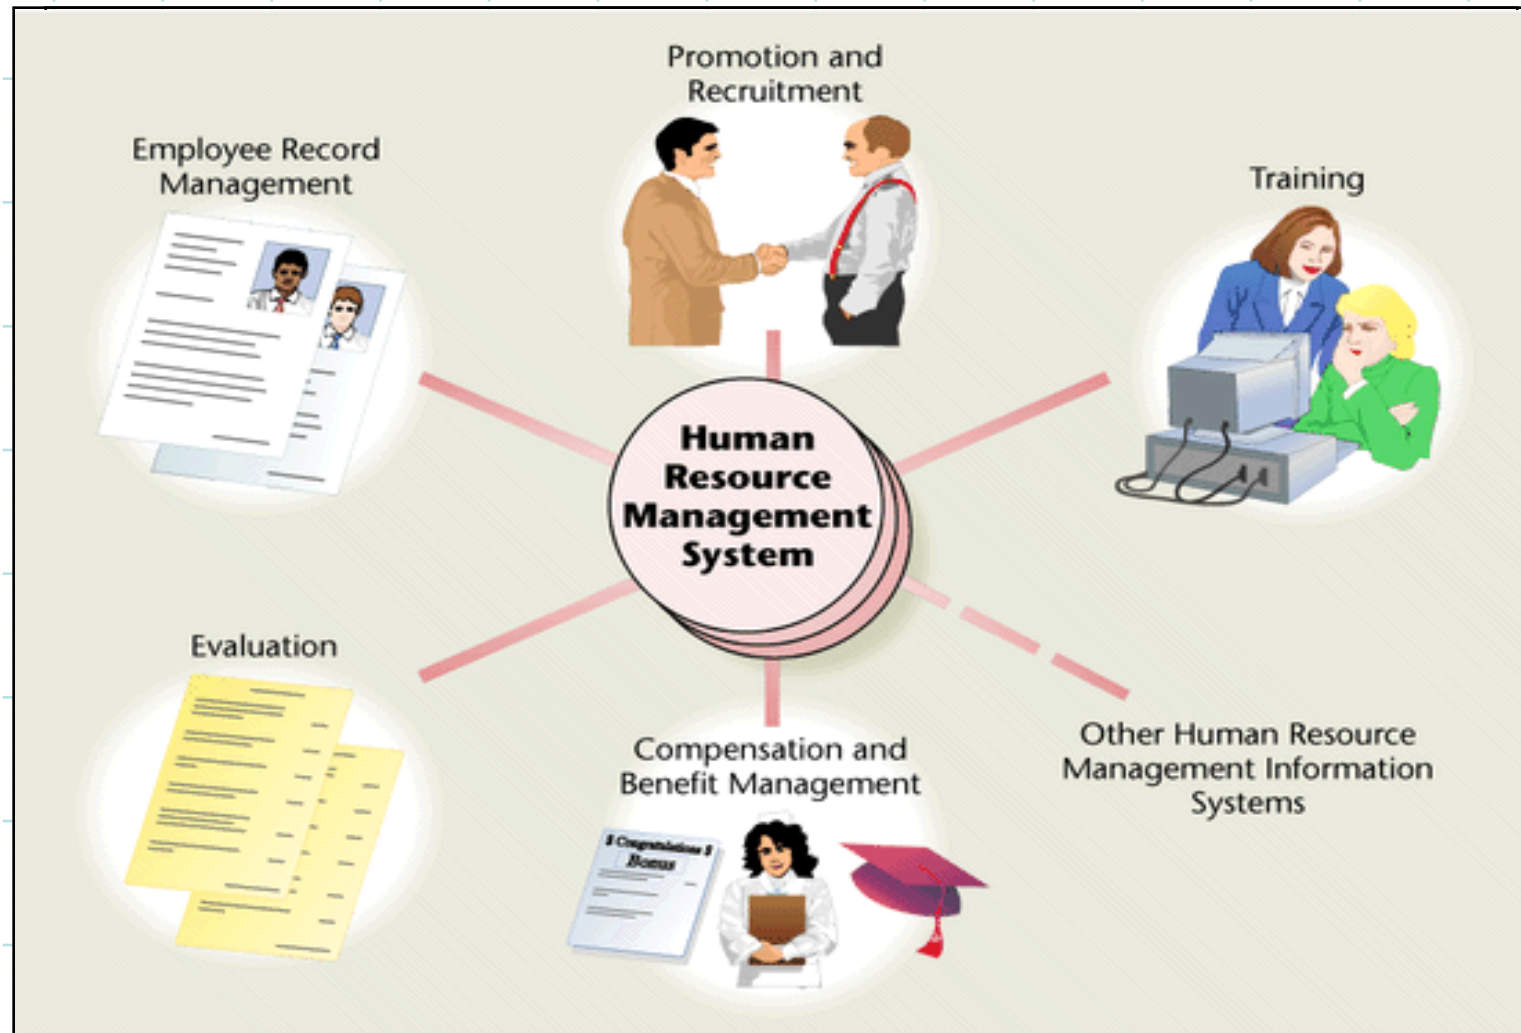 Promotion and
Recruitment
Employee Record
Management
Training
Human
Resource
Management
System
Evaluation
Compensation and
Benefit Management
$ Congratulations $
Bonus
Other Human Resource
Management Information
Systems